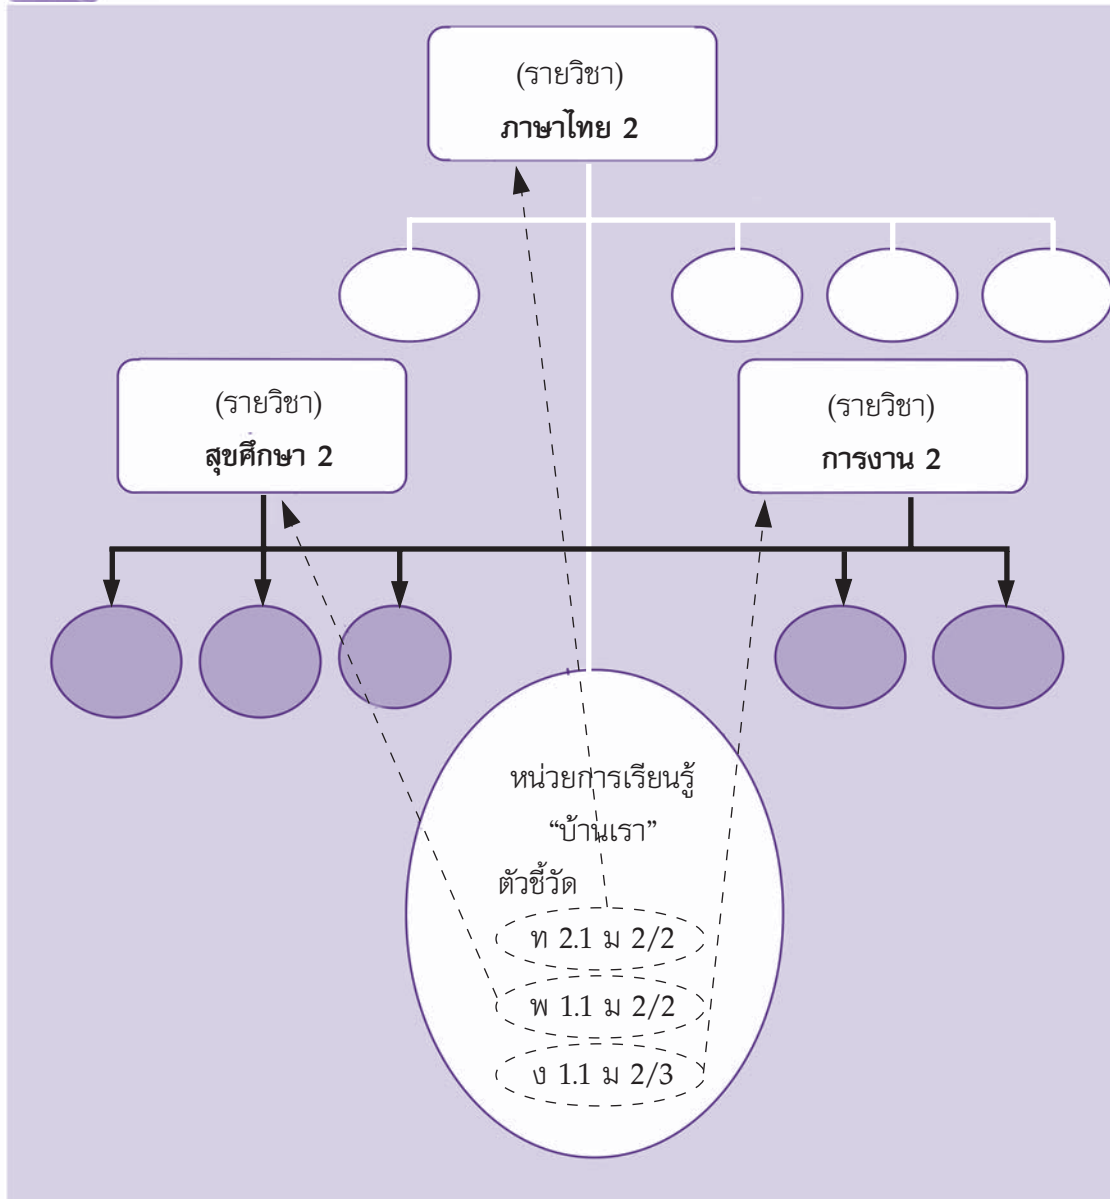 (รายวิชา)
ภาษาไทย 2
(รายวิชา)
สุขศึกษา 2
(รายวิชา)
การงาน 2
หน่วยการเรียนรู้
“บ้านเรา”
ตัวชี้วัด
ท 2.1 ม 2/2
พ 1.1 ม 2/2
ง 1.1 ม 2/3